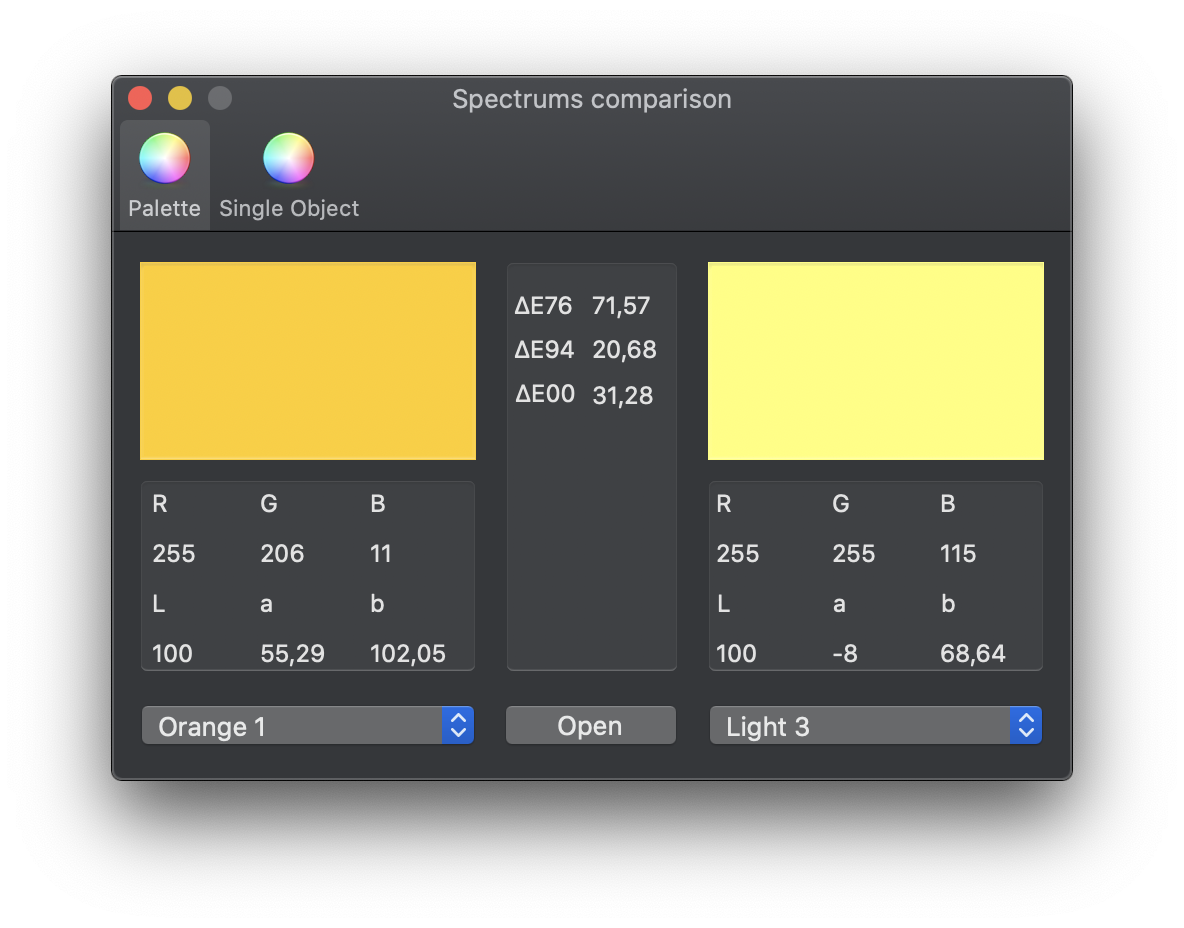 Spectrums comparison
Palette Single Object
ΔE76 71,57
ΔE94 20,68
ΔE00 31,28
R G B
255 206 11
L a b
100 55,29 102,05
R G B
255 255 115
L a b
100 -8 68,64
Orange 1 Open Light 3